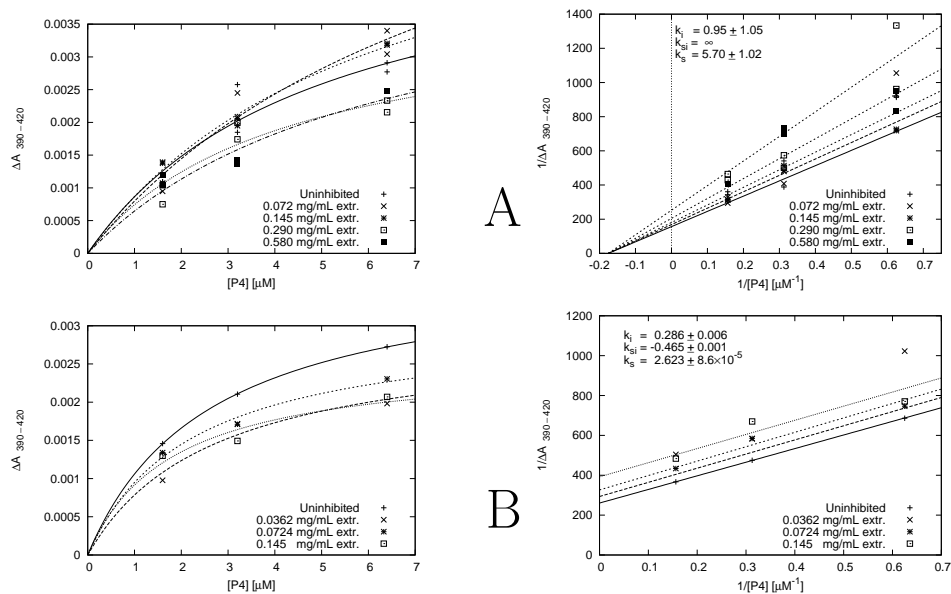 0.0035
0.003
0.0025
0.002
0.0015
0.001
0.0005
0
ΔA 390−420
0 1 2 3 4 5 6 7
[P4] [μM]
Uninhibited
0.072 mg/mL extr.
0.145 mg/mL extr.
0.290 mg/mL extr.
0.580 mg/mL extr.
A
1400
1200
1000
800
600
400
200
0
1/ΔA 390−420
-0.2 -0.1 0 0.1 0.2 0.3 0.4 0.5 0.6 0.7
1/[P4] [μM-1]
ki = 0.95 ± 1.05
ksi = ∞
ks = 5.70 ± 1.02
Uninhibited
0.072 mg/mL extr.
0.145 mg/mL extr.
0.290 mg/mL extr.
0.580 mg/mL extr.
0.003
0.0025
0.002
0.0015
0.001
0.0005
0
ΔA 390−420
0 1 2 3 4 5 6 7
[P4] [μM]
Uninhibited
0.0362 mg/mL extr.
0.0724 mg/mL extr.
0.145 mg/mL extr.
B
1200
1000
800
600
400
200
0
1/ΔA 390−420
0 0.1 0.2 0.3 0.4 0.5 0.6 0.7
1/[P4] [μM-1]
ki = 0.286 ± 0.006
ksi = -0.465 ± 0.001
ks = 2.623 ± 8.6×10-5
Uninhibited
0.0362 mg/mL extr.
0.0724 mg/mL extr.
0.145 mg/mL extr.